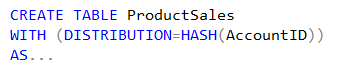 CREATE TABLE ProductSales
WITH (DISTRIBUTION=HASH(AccountID))
AS...